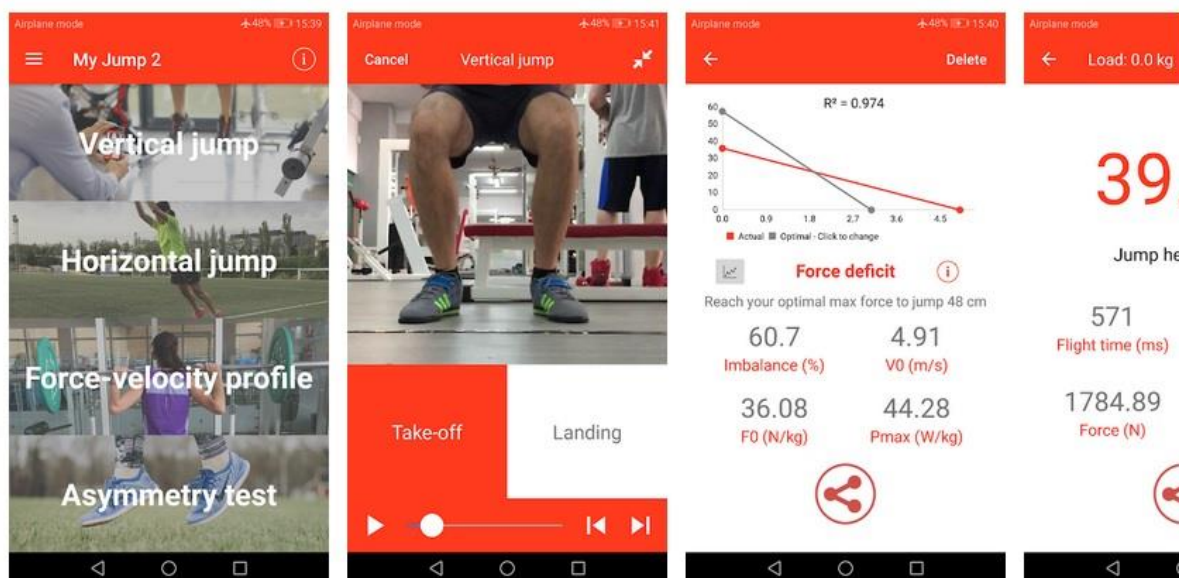 Airplane mode 48% 15:39
My Jump 2
Vertical jump
Horizontal jump
Force-velocity profile
Asymmetry test
Airplane mode 48% 15:41
Cancel Vertical jump
Take-off Landing
Airplane mode 48% 15:40
Delete
R² = 0.974
60
50
40
30
20
10
0
0.0 0.9 1.8 2.7 3.6 4.5
Actual Optimal - Click to change
Force deficit
Reach your optimal max force to jump 48 cm
60.7 4.91
Imbalance (%) V0 (m/s)
36.08 44.28
F0 (N/kg) Pmax (W/kg)
Airplane mode
Load: 0.0 kg
39
Jump he
571
Flight time (ms)
1784.89
Force (N)